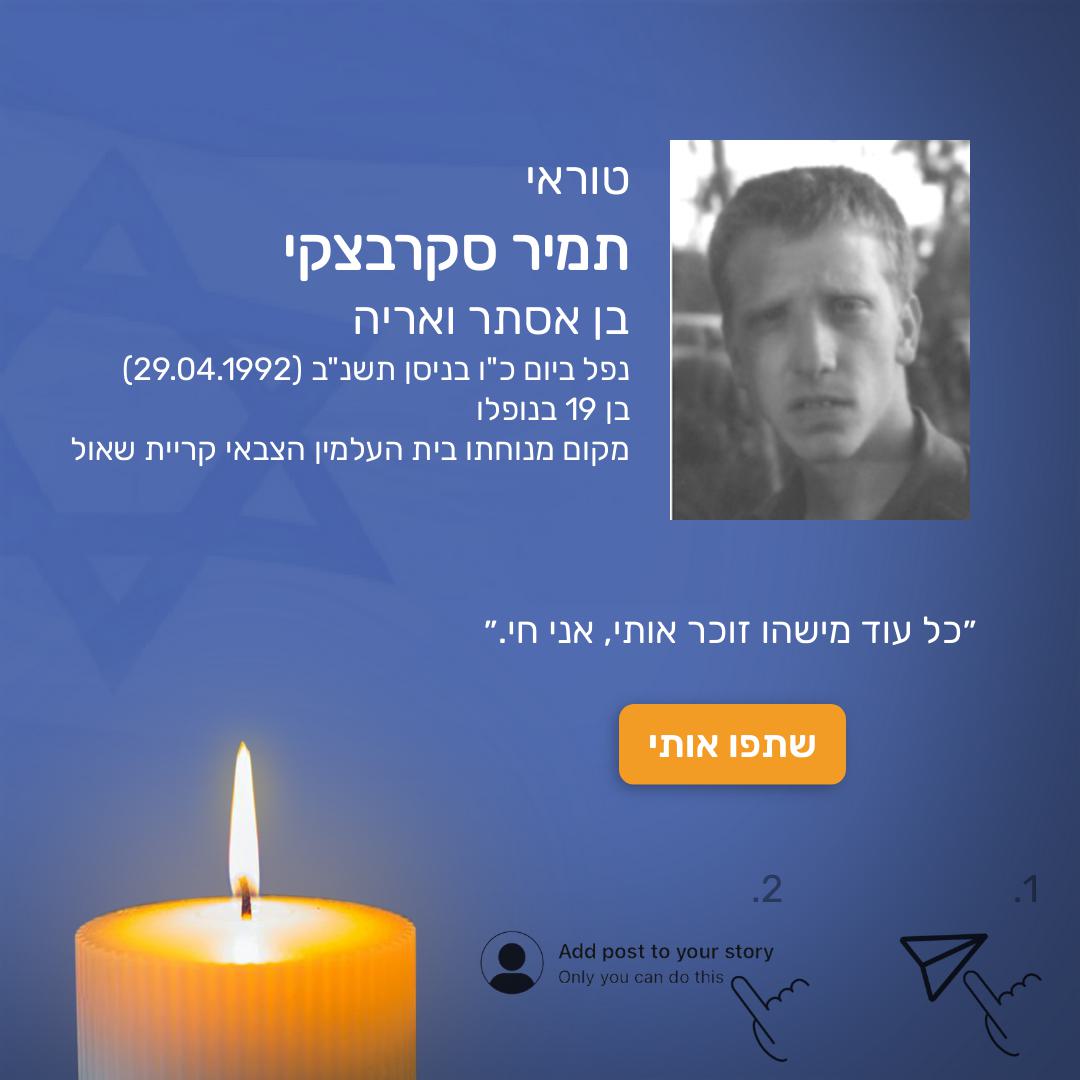 טוראי
תמיר סקרבצקי
בן אסתר ואריה
נפל ביום כ"ו בניסן תשנ"ב (29.04.1992)
בן 19 בנופלו
מקום מנוחתו בית העלמין הצבאי קריית שאול
״כל עוד מישהו זוכר אותי, אני חי.״
שתפו אותי
.1
.2
Add post to your story
Only you can do this